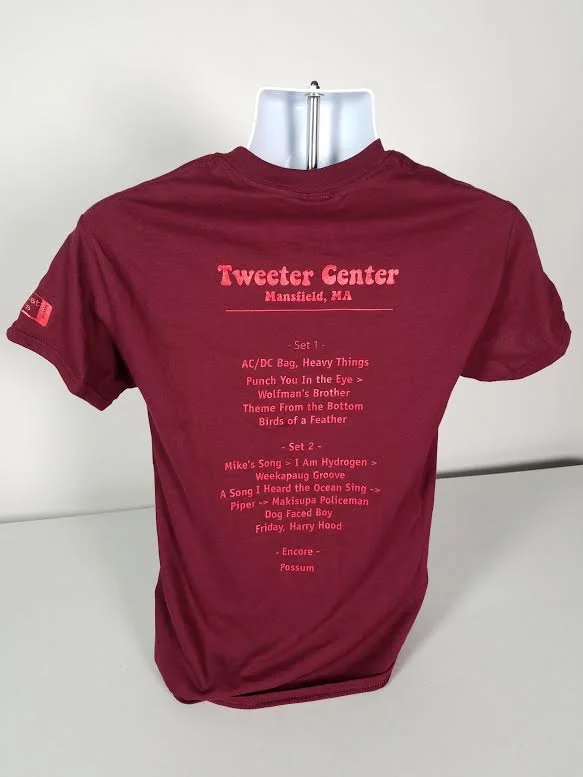 Tweeter Center
Mansfield, MA
- Set 1 -
AC/DC Bag, Heavy Things
Punch You In the Eye >
Wolfman's Brother
Theme From the Bottom
Birds of a Feather
- Set 2 -
Mike's Song > I Am Hydrogen >
Weekapaug Groove
A Song I Heard the Ocean Sing ->
Piper -> Makisupa Policeman
Dog Faced Boy
Friday, Harry Hood
- Encore -
Possum